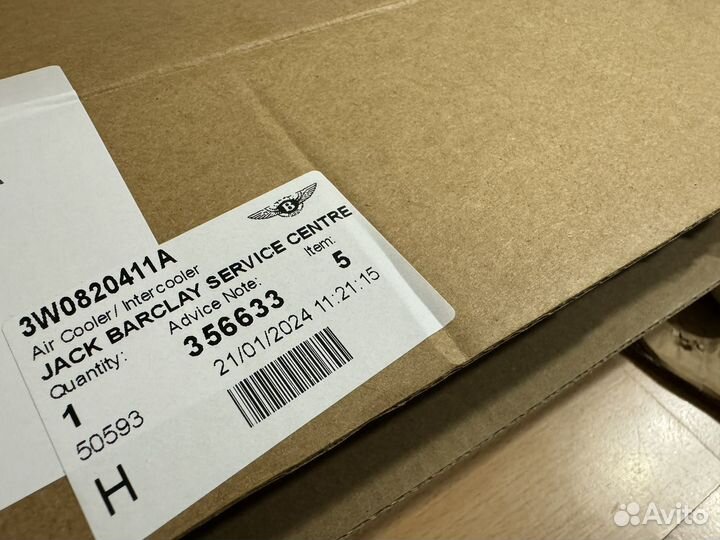 B
3W0820411A
Air Cooler/ Intercooler
JACK BARCLAY SERVICE CENTRE
Quantity: Advice Note: Item:
1 356633 5
50593 21/01/2024 11:21:15
H
Avito